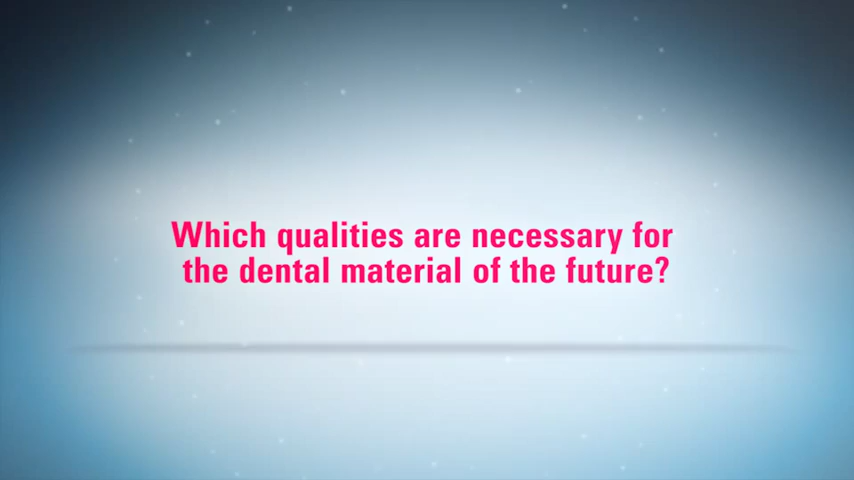 Which qualities are necessary for
the dental material of the future?